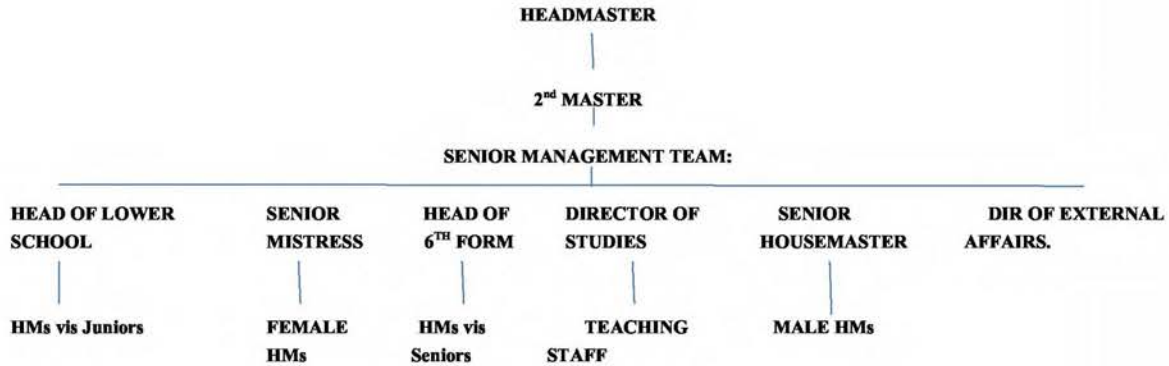 HEADMASTER
2nd MASTER
SENIOR MANAGEMENT TEAM:
HEAD OF LOWER SCHOOL
SENIOR MISTRESS
HEAD OF 6TH FORM
DIRECTOR OF STUDIES
SENIOR HOUSEMASTER
DIR OF EXTERNAL AFFAIRS.
HMs vis Juniors
FEMALE HMs
HMs vis Seniors
TEACHING STAFF
MALE HMs